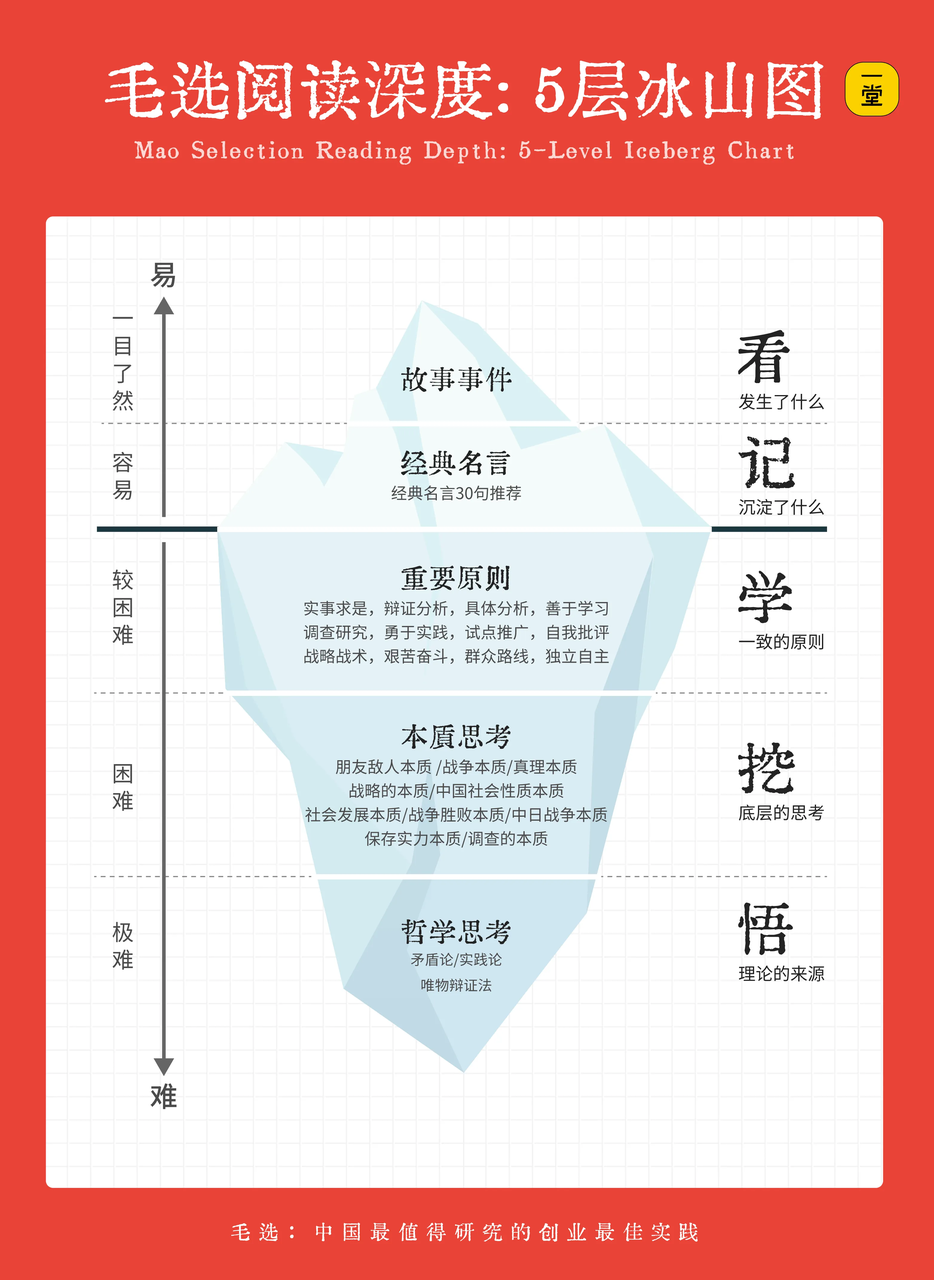 毛选阅读深度：5层冰山图
一堂
Mao Selection Reading Depth: 5-Level Iceberg Chart
易
一目了然
故事事件
看
发生了什么
容易
经典名言
经典名言30句推荐
记
沉淀了什么
较困难
重要原则
实事求是，辩证分析，具体分析，善于学习
调查研究，勇于实践，试点推广，自我批评
战略战术，艰苦奋斗，群众路线，独立自主
学
一致的原则
困难
本质思考
朋友敌人本质 /战争本质/真理本质
战略的本质/中国社会性质本质
社会发展本质/战争胜败本质/中日战争本质
保存实力本质/调查的本质
挖
底层的思考
极难
哲学思考
矛盾论/实践论
唯物辩证法
悟
理论的来源
难
毛选：中国最值得研究的创业最佳实践